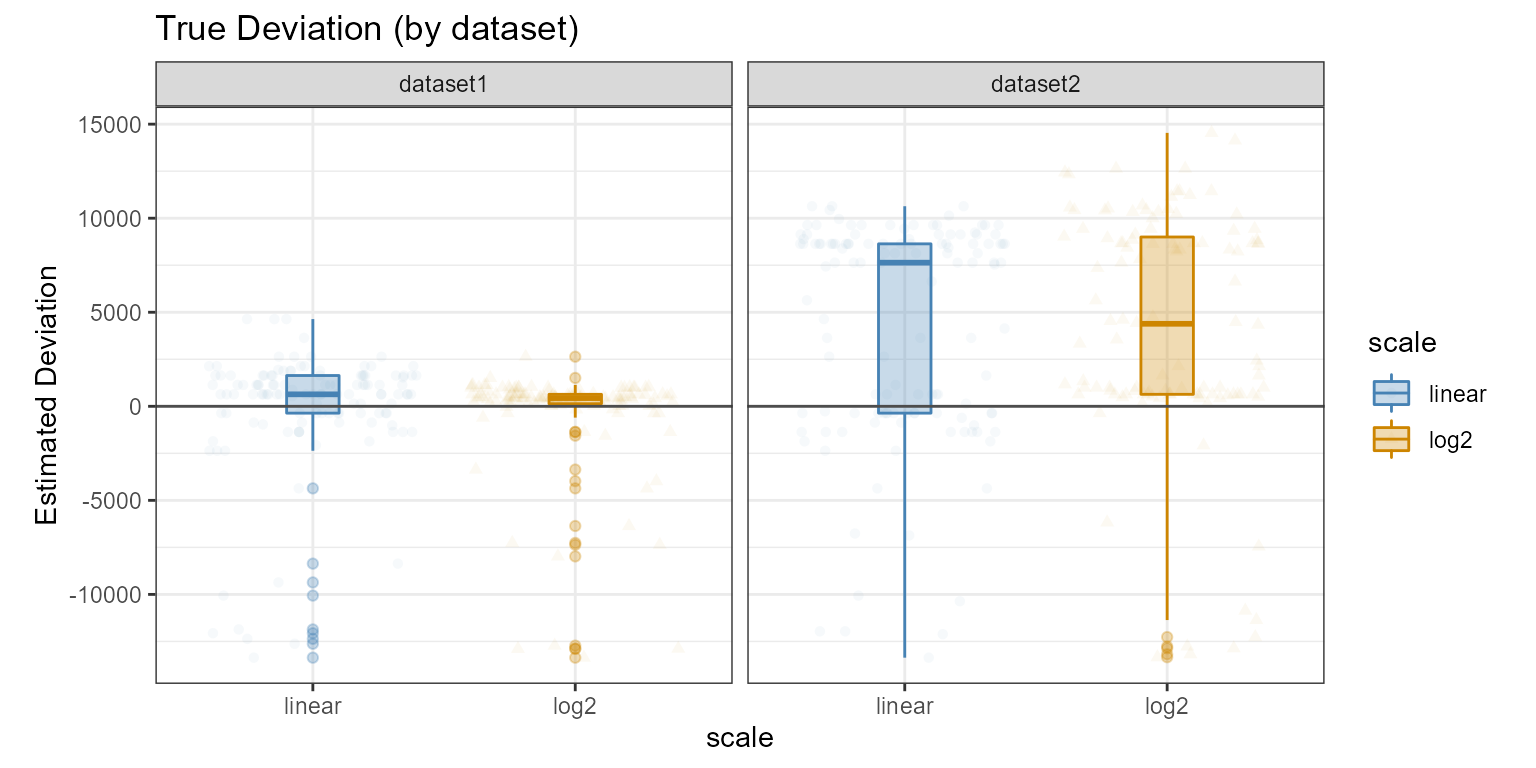 True Deviation (by dataset)
dataset1
dataset2
Estimated Deviation
15000
10000
5000
0
-5000
-10000
linear
log2
linear
log2
scale
scale
linear
log2